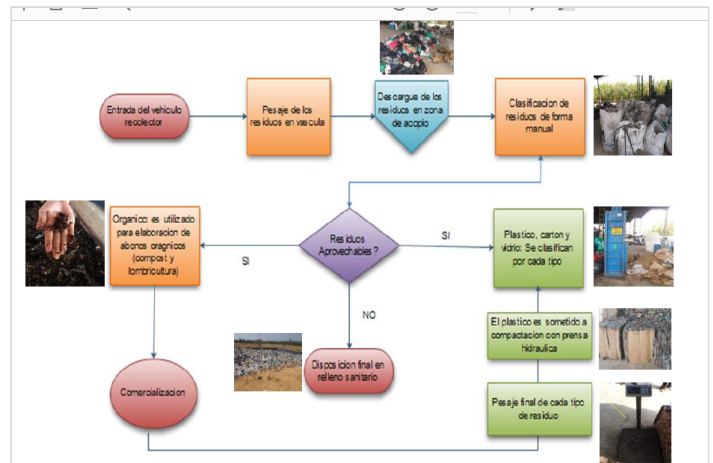 Entrada del vehiculo
recolector
Pesaje de los
residuos en vascula
Descargue de los
residuos en zona
de acopio
Clasificacion de
residuos de forma
manual
Organico: es utilizado
para elaboracion de
abonos oragnicos
(compost y
lombricultura)
SI
Residuos
Aprovechables ?
SI
Plastico, carton y
vidrio: Se clasifican
por cada tipo
NO
El plastico es sometido a
compactacion con prensa
hidraulica
Disposicion final en
relleno sanitario
Comercializacion
Pesaje final de cada tipo
de residuo